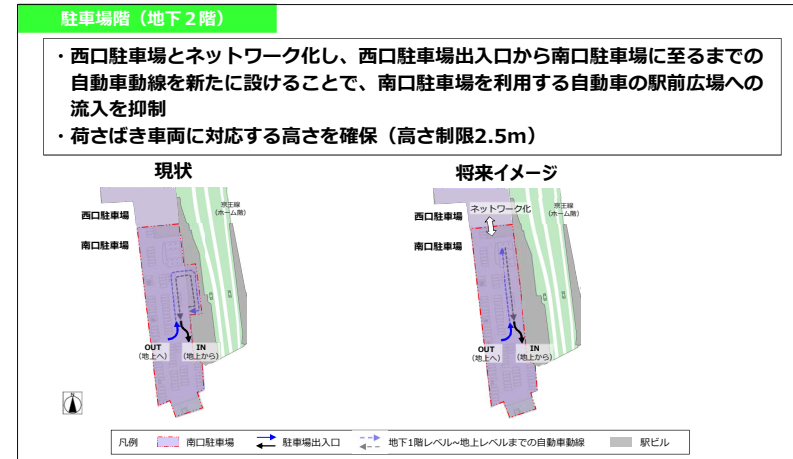 駐車場階（地下２階）
・西口駐車場とネットワーク化し、西口駐車場出入口から南口駐車場に至るまでの
自動車動線を新たに設けることで、南口駐車場を利用する自動車の駅前広場への
流入を抑制
・荷さばき車両に対応する高さを確保（高さ制限2.5m）
現状
西口駐車場
南口駐車場
京王線
（ホーム階）
OUT
（地上へ）
IN
（地上から）
将来イメージ
西口駐車場
ネットワーク化
南口駐車場
京王線
（ホーム階）
OUT
（地上へ）
IN
（地上から）
N
凡例
南口駐車場
駐車場出入口
地下1階レベル~地上レベルまでの自動車動線
駅ビル